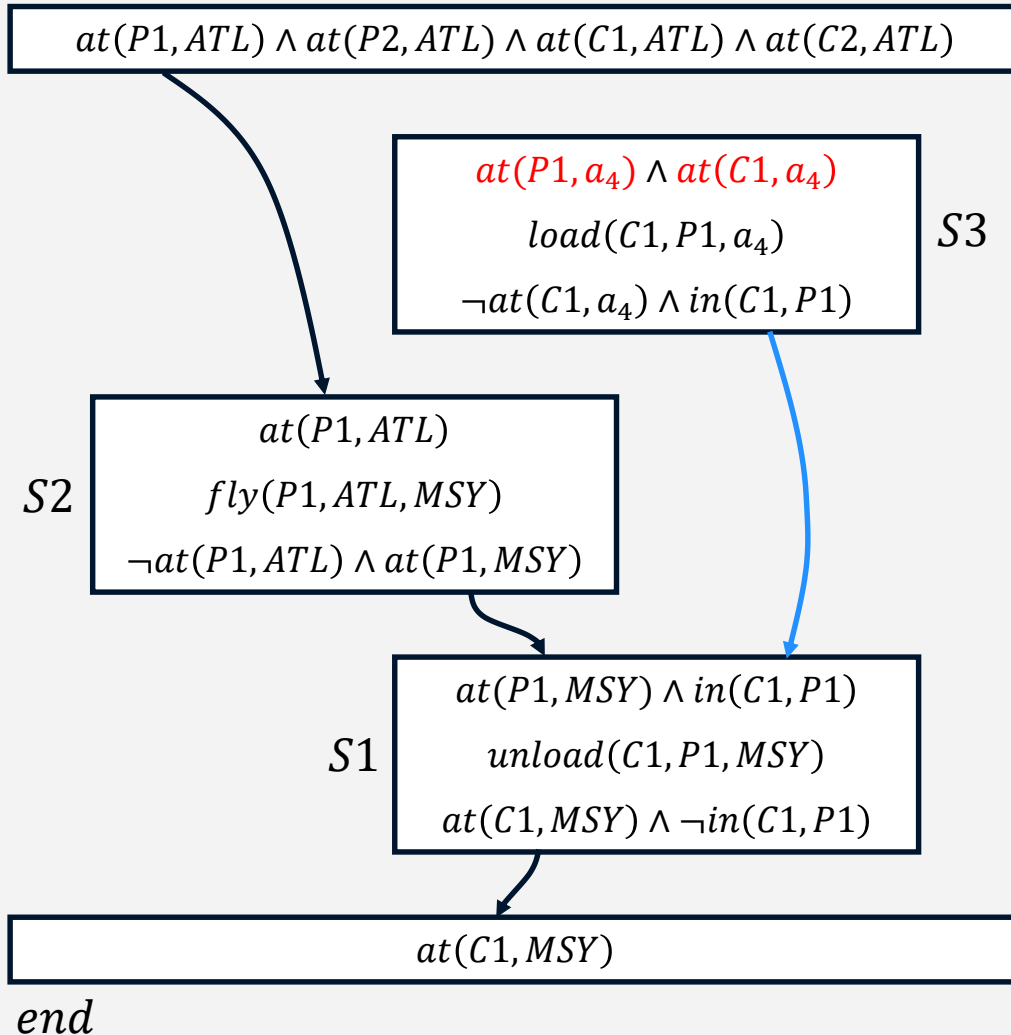 at(P1, ATL) ∧ at(P2, ATL) ∧ at(C1, ATL) ∧ at(C2, ATL)
at(P1, a₄) ∧ at(C1, a₄)
load(C1, P1, a₄)
¬at(C1, a₄) ∧ in(C1, P1)
S3
at(P1, ATL)
fly(P1, ATL, MSY)
¬at(P1, ATL) ∧ at(P1, MSY)
S2
at(P1, MSY) ∧ in(C1, P1)
unload(C1, P1, MSY)
at(C1, MSY) ∧ ¬in(C1, P1)
S1
at(C1, MSY)
end